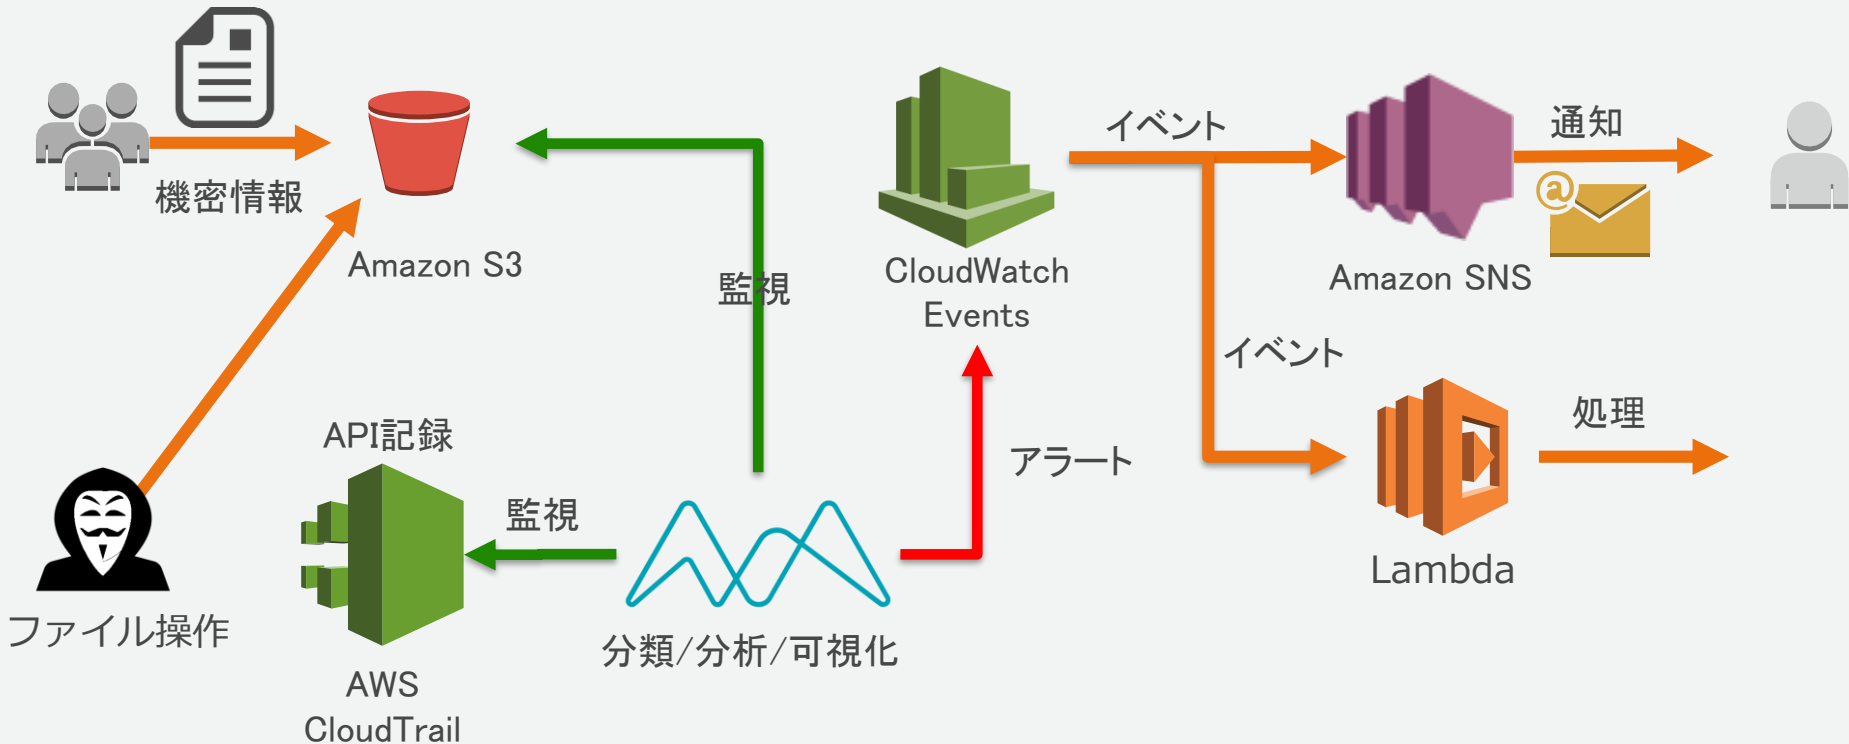 機密情報
Amazon S3
ファイル操作
API記録
AWS
CloudTrail
監視
監視
分類/分析/可視化
アラート
CloudWatch
Events
イベント
イベント
Amazon SNS
通知
@
Lambda
処理